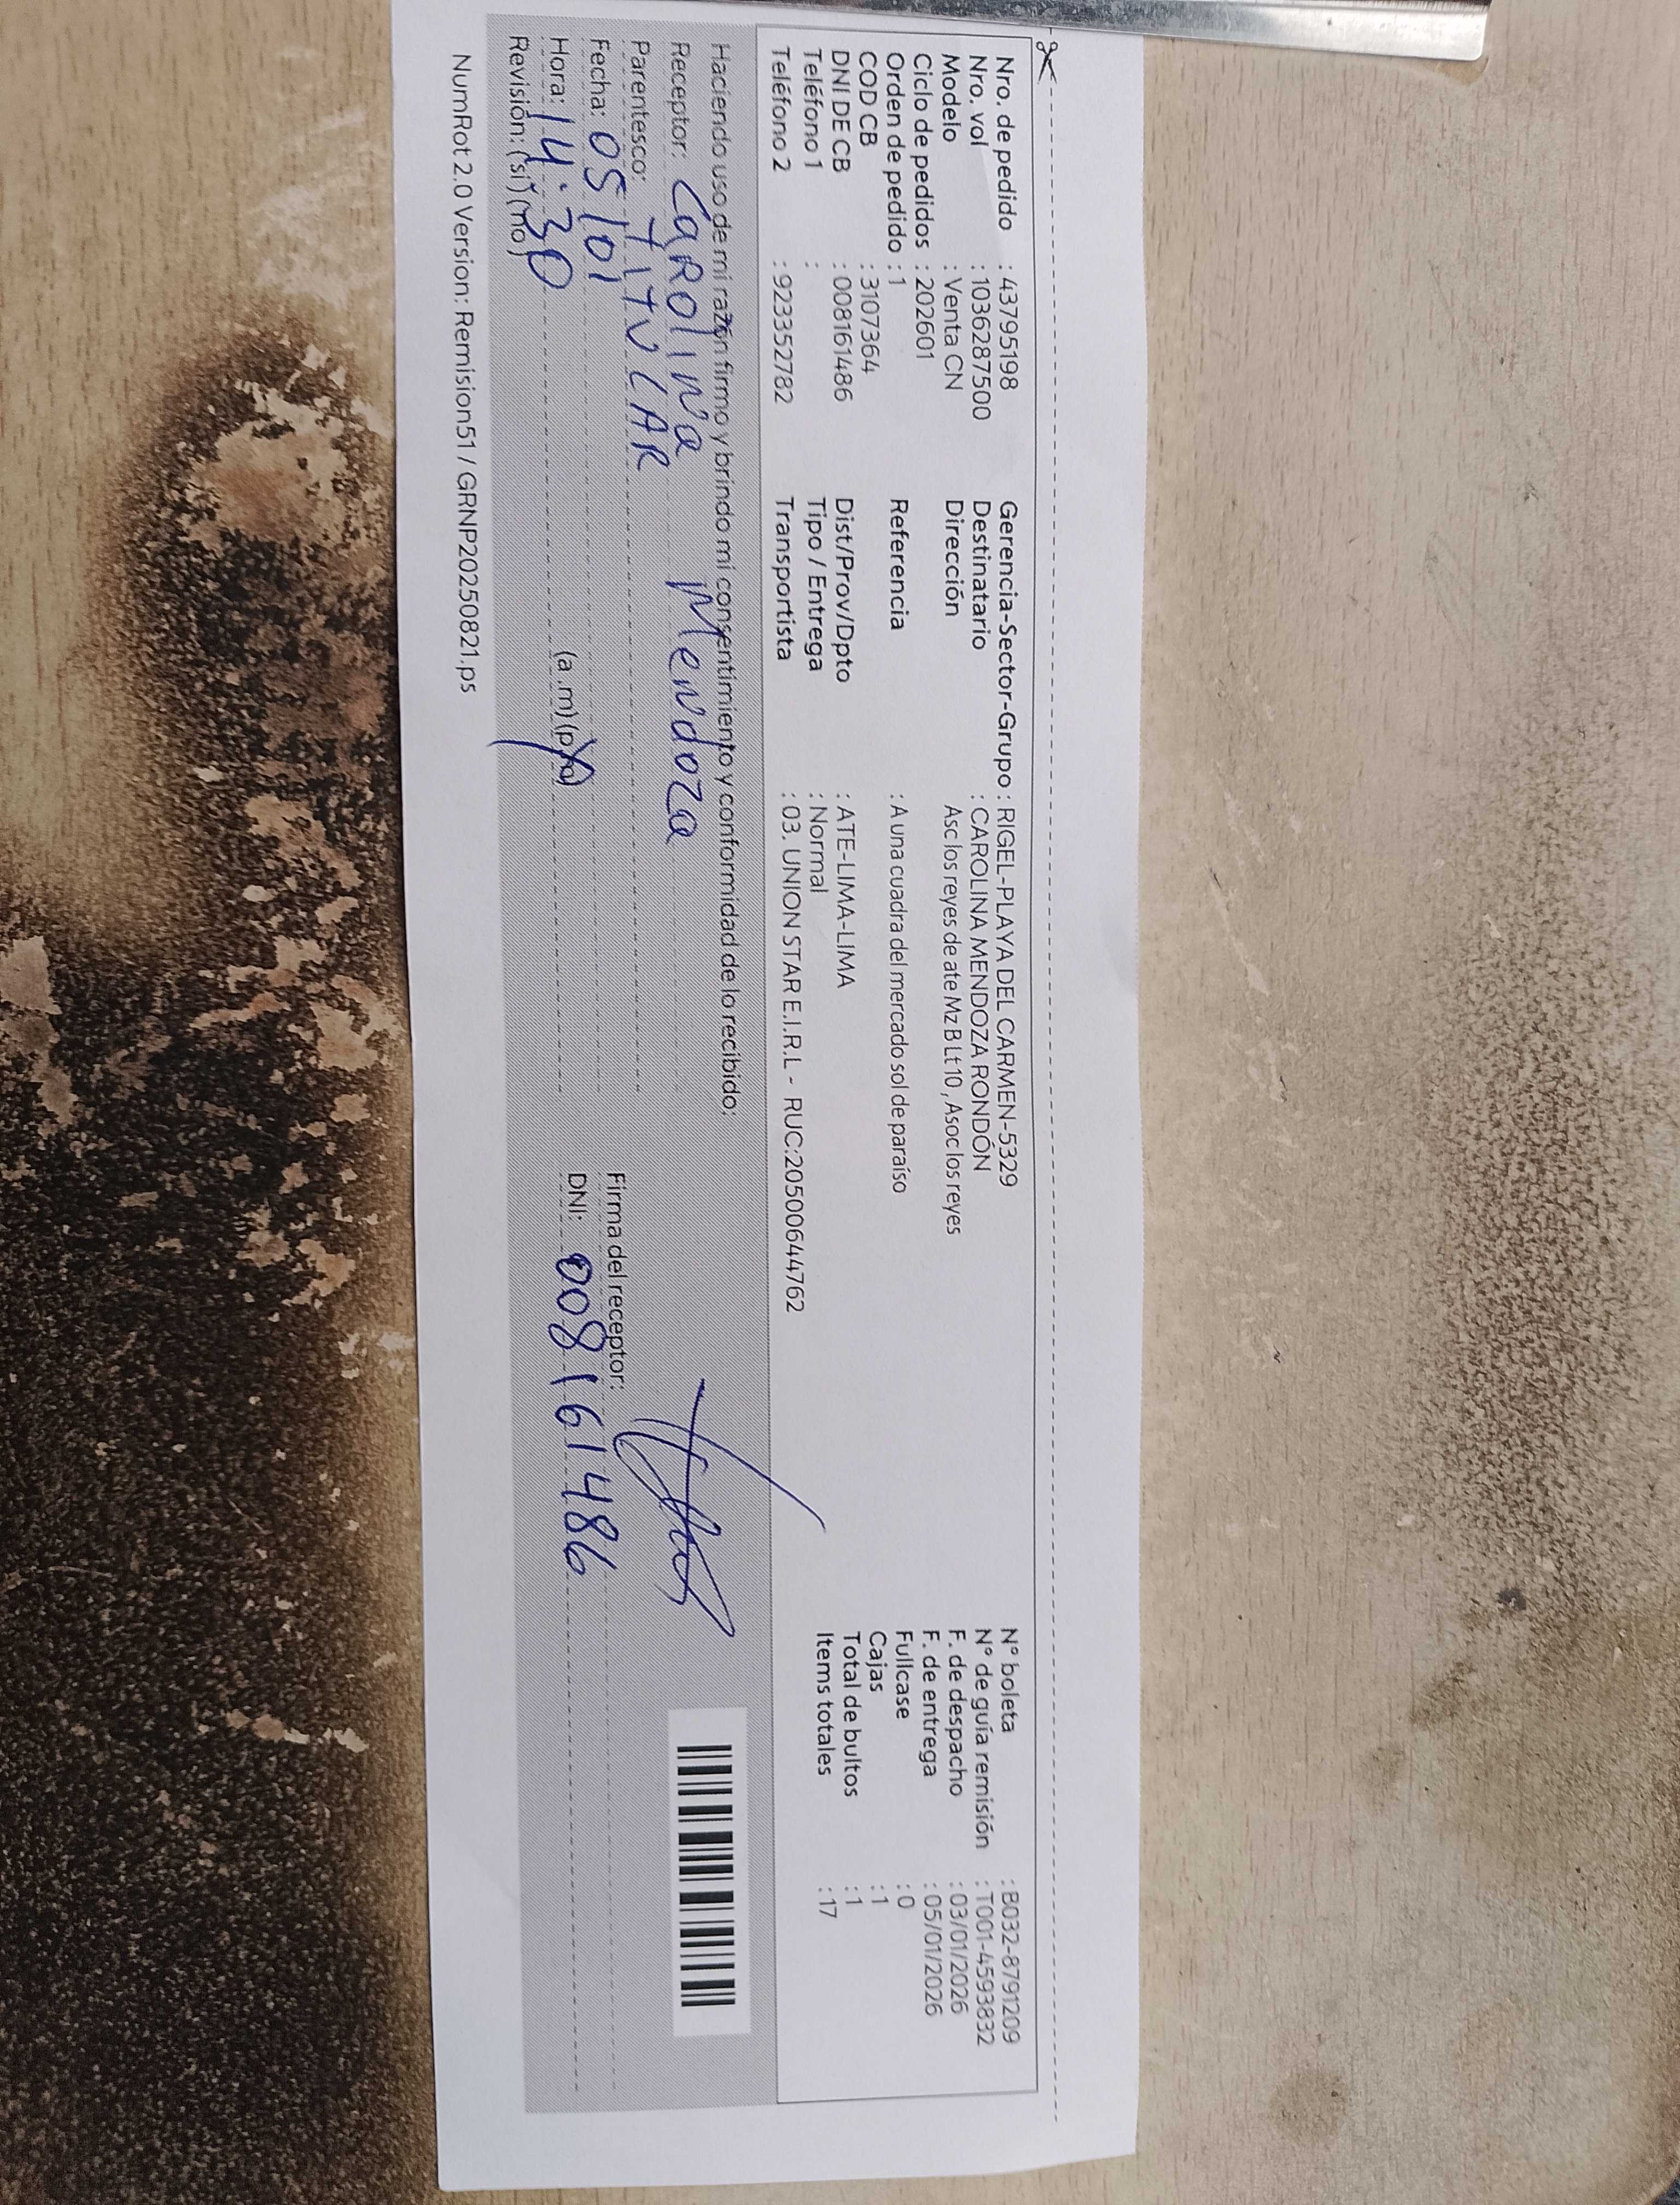 Nro. de pedido : 43795198
Nro. vol : 1036287500
Modelo : Venta CN
Ciclo de pedidos : 202601
Orden de pedido : 1
COD CB : 3107364
DNI DE CB : 008161486
Teléfono 1 :
Teléfono 2 : 923352782
Gerencia-Sector-Grupo : RIGEL-PLAYA DEL CARMEN-5329
Destinatario : CAROLINA MENDOZA RONDÓN
Dirección Asc los reyes de ate Mz B Lt 10 , Asoc los reyes
Referencia : A una cuadra del mercado sol de paraíso
Dist/Prov/Dpto : ATE-LIMA-LIMA
Tipo / Entrega : Normal
Transportista : 03. UNION STAR E.I.R.L - RUC:20500644762
N° boleta : B032-8791209
N° de guía remisión : T001-4593832
F. de despacho : 03/01/2026
F. de entrega : 05/01/2026
Fullcase : 0
Cajas : 1
Total de bultos : 1
Items totales : 17
Haciendo uso de mi razón firmo y brindo mi consentimiento y conformidad de lo recibido:
Receptor: Carolina Mendoza
Parentesco: TITULAR
Fecha: 05/01
Hora: 14:30 (a.m) (p.m)
Revisión: (si) (no)
Firma del receptor:
DNI: 008161486
NumRot 2.0 Version: Remision51 / GRNP20250821.ps